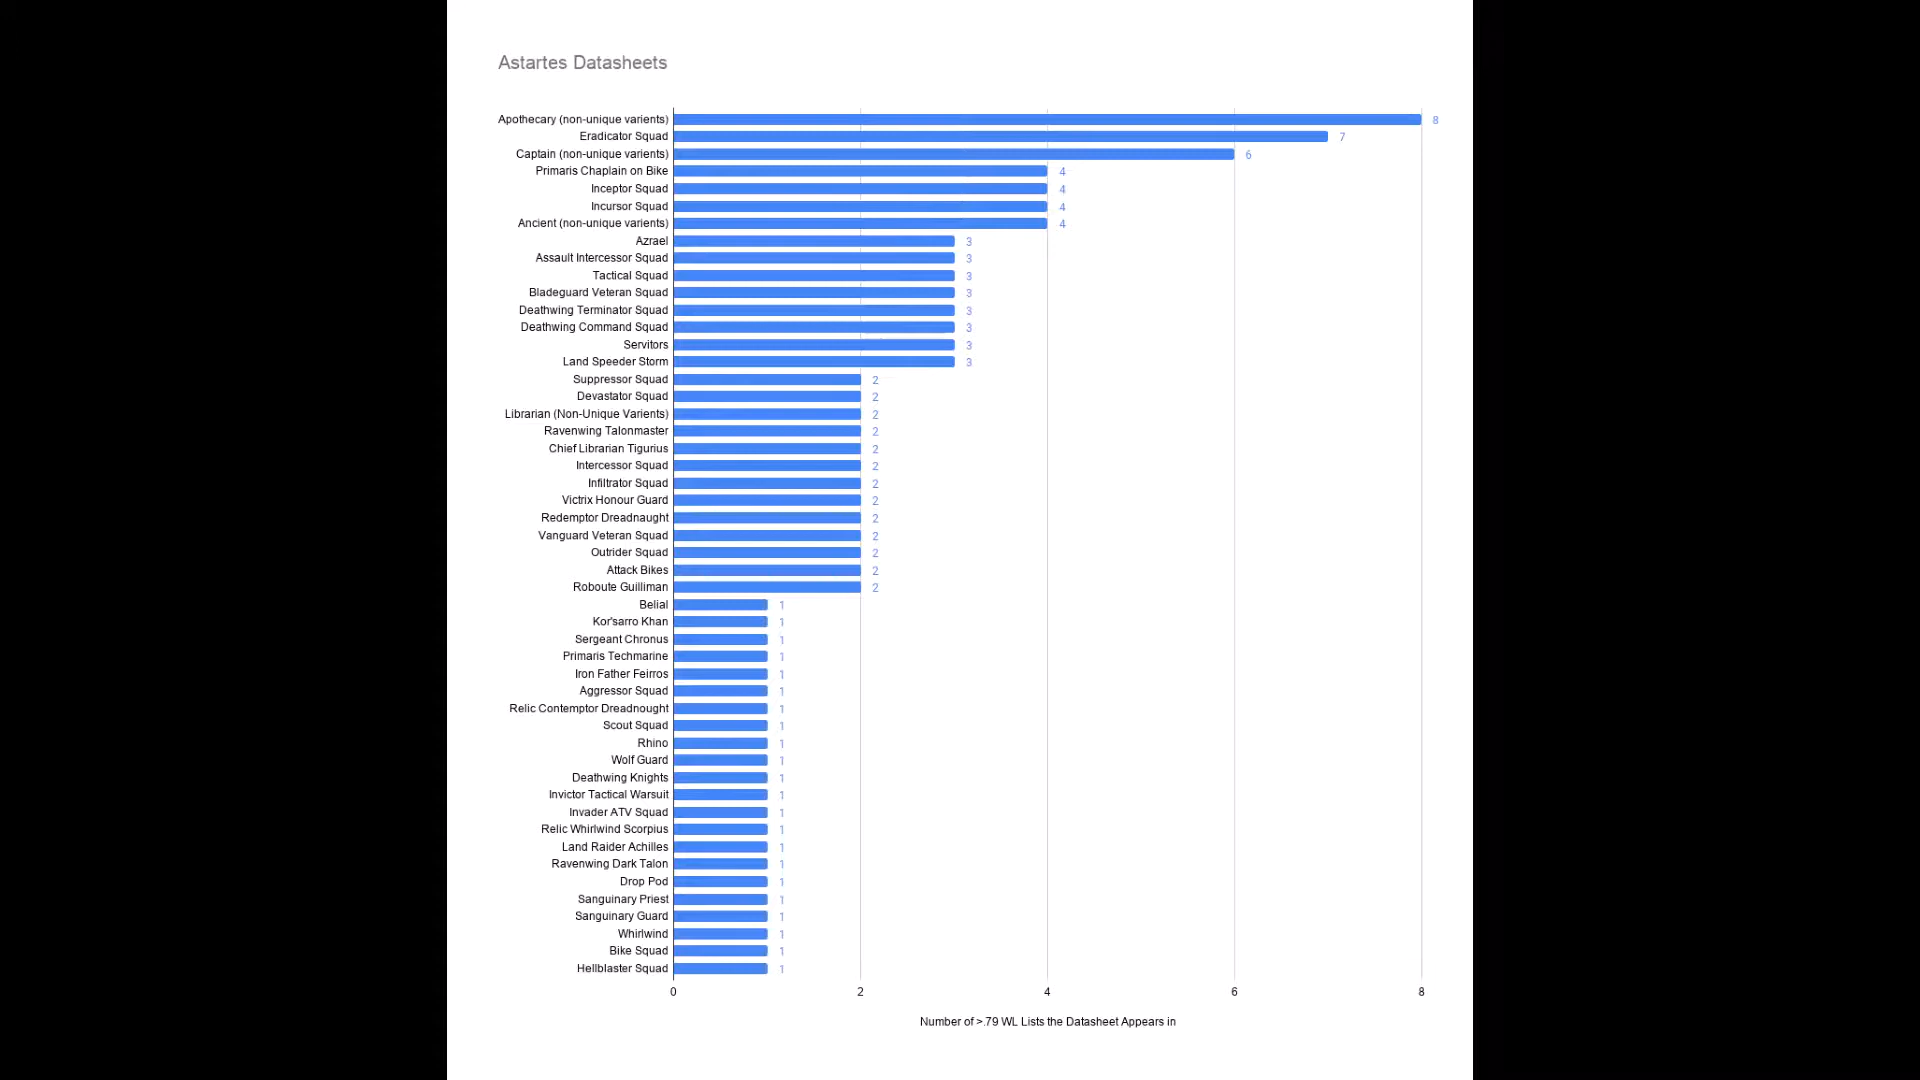 Astartes Datasheets
Apothecary (non-unique varients) 8
Eradicator Squad 7
Captain (non-unique varients) 6
Primaris Chaplain on Bike 4
Inceptor Squad 4
Incursor Squad 4
Ancient (non-unique varients) 4
Azrael 3
Assault Intercessor Squad 3
Tactical Squad 3
Bladeguard Veteran Squad 3
Deathwing Terminator Squad 3
Deathwing Command Squad 3
Servitors 3
Land Speeder Storm 3
Suppressor Squad 2
Devastator Squad 2
Librarian (Non-Unique Varients) 2
Ravenwing Talonmaster 2
Chief Librarian Tigurius 2
Intercessor Squad 2
Infiltrator Squad 2
Victrix Honour Guard 2
Redemptor Dreadnaught 2
Vanguard Veteran Squad 2
Outrider Squad 2
Attack Bikes 2
Roboute Guilliman 2
Belial 1
Kor'sarro Khan 1
Sergeant Chronus 1
Primaris Techmarine 1
Iron Father Feirros 1
Aggressor Squad 1
Relic Contemptor Dreadnought 1
Scout Squad 1
Rhino 1
Wolf Guard 1
Deathwing Knights 1
Invictor Tactical Warsuit 1
Invader ATV Squad 1
Relic Whirlwind Scorpius 1
Land Raider Achilles 1
Ravenwing Dark Talon 1
Drop Pod 1
Sanguinary Priest 1
Sanguinary Guard 1
Whirlwind 1
Bike Squad 1
Hellblaster Squad 1
0 2 4 6 8
Number of >.79 WL Lists the Datasheet Appears in